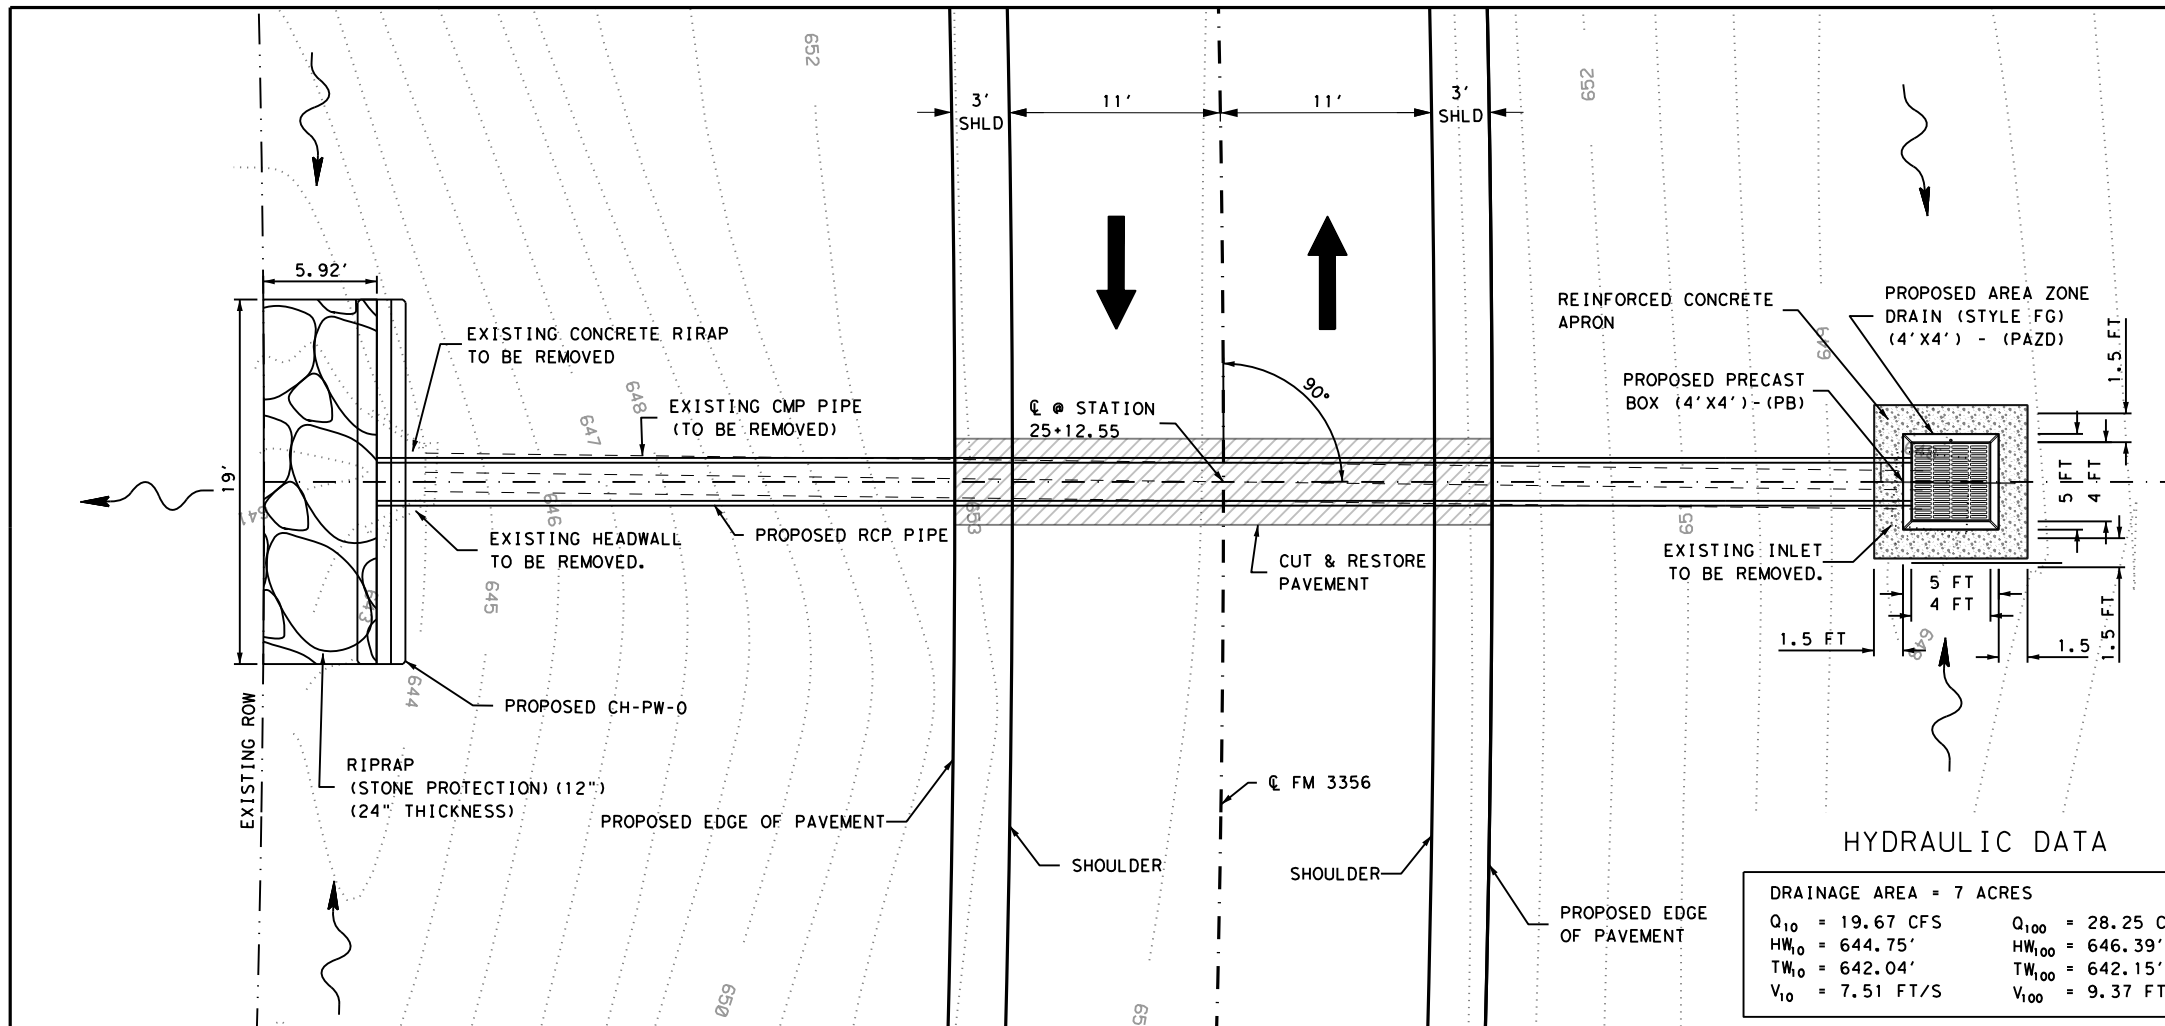 652
652
3'
SHLD
11'
11'
3'
SHLD
5.92'
19'
EXISTING CONCRETE RIRAP
TO BE REMOVED
648
647
EXISTING CMP PIPE
(TO BE REMOVED)
℄ @ STATION
25+12.55
90°
REINFORCED CONCRETE
APRON
PROPOSED AREA ZONE
DRAIN (STYLE FG)
(4'X4') - (PAZD)
649
1.5 FT
PROPOSED PRECAST
BOX (4'X4')-(PB)
5 FT
4 FT
641
646
653
651
EXISTING HEADWALL
TO BE REMOVED.
PROPOSED RCP PIPE
CUT & RESTORE
PAVEMENT
EXISTING INLET
TO BE REMOVED.
5 FT
4 FT
1.5 FT
1.5
1.5 FT
648
645
643
644
PROPOSED CH-PW-0
EXISTING ROW
RIPRAP
(STONE PROTECTION)(12")
(24" THICKNESS)
PROPOSED EDGE OF PAVEMENT
℄ FM 3356
SHOULDER
SHOULDER
PROPOSED EDGE
OF PAVEMENT
650
65
HYDRAULIC DATA
DRAINAGE AREA = 7 ACRES
Q10 = 19.67 CFS Q100 = 28.25 C
HW10 = 644.75' HW100 = 646.39'
TW10 = 642.04' TW100 = 642.15'
V10 = 7.51 FT/S V100 = 9.37 FT